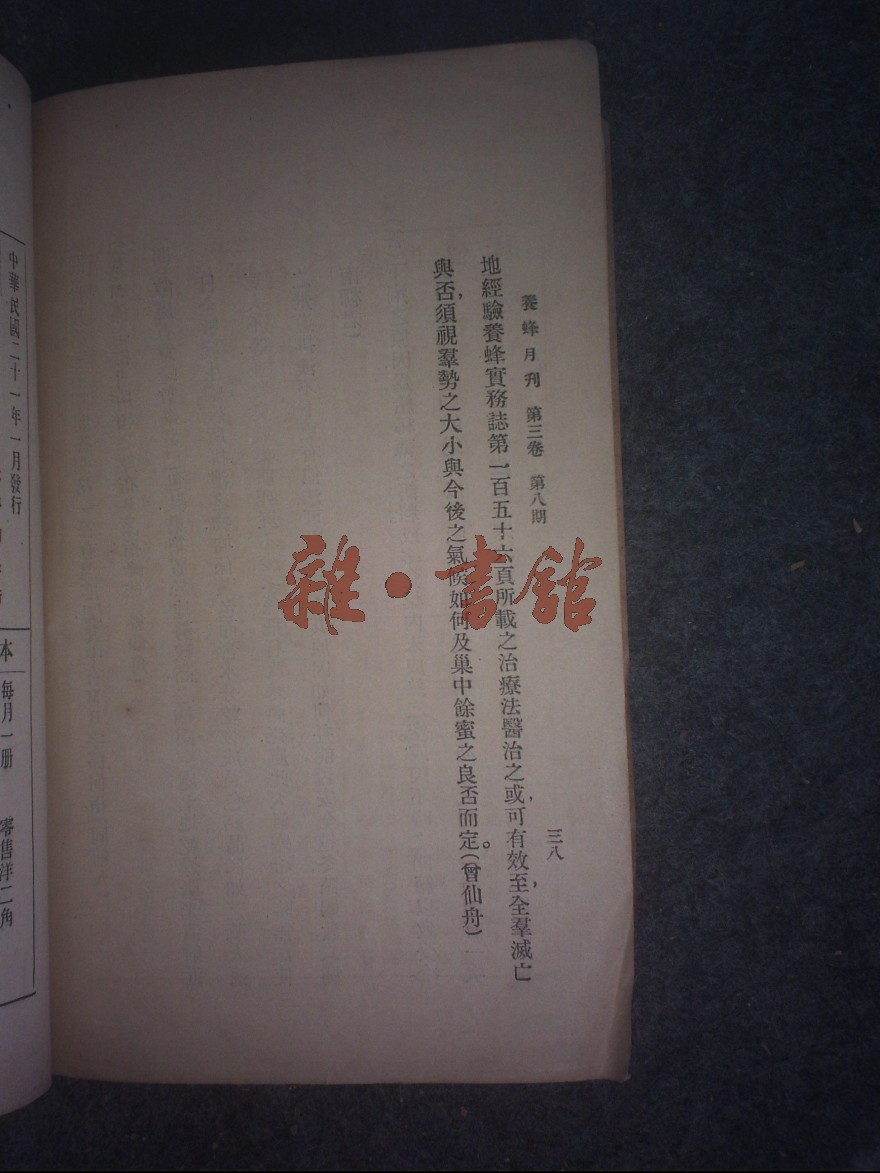 養蜂月刊 第三卷 第八期 三八
地經驗養蜂實務誌第一百五十六頁所載之治療法醫治之或,可有效至,全羣滅亡
與否,須視羣勢之大小與今後之氣候如何及巢中餘蜜之良否而定。(曾仙舟)
雜·書館
中華民國二十一年一月發行
本
每月一册 零售洋二角